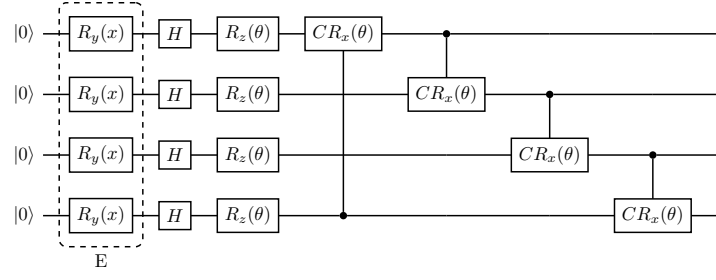 |0⟩ R_y(x) H R_z(θ) CR_x(θ)
|0⟩ R_y(x) H R_z(θ) CR_x(θ)
|0⟩ R_y(x) H R_z(θ) CR_x(θ)
|0⟩ R_y(x) H R_z(θ) CR_x(θ)
E